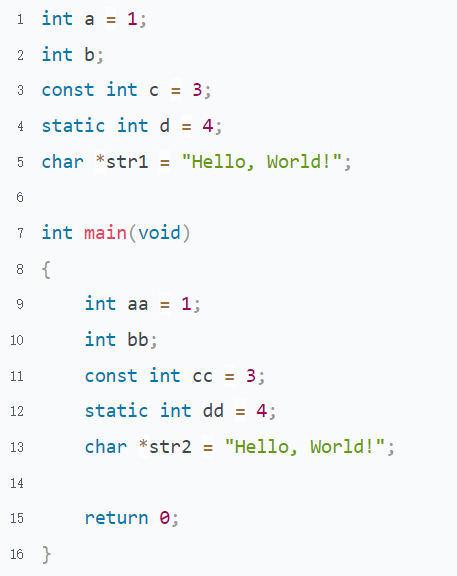 1 int a = 1;
2 int b;
3 const int c = 3;
4 static int d = 4;
5 char *str1 = "Hello, World!";
6
7 int main(void)
8 {
9     int aa = 1;
10     int bb;
11     const int cc = 3;
12     static int dd = 4;
13     char *str2 = "Hello, World!";
14
15     return 0;
16 }